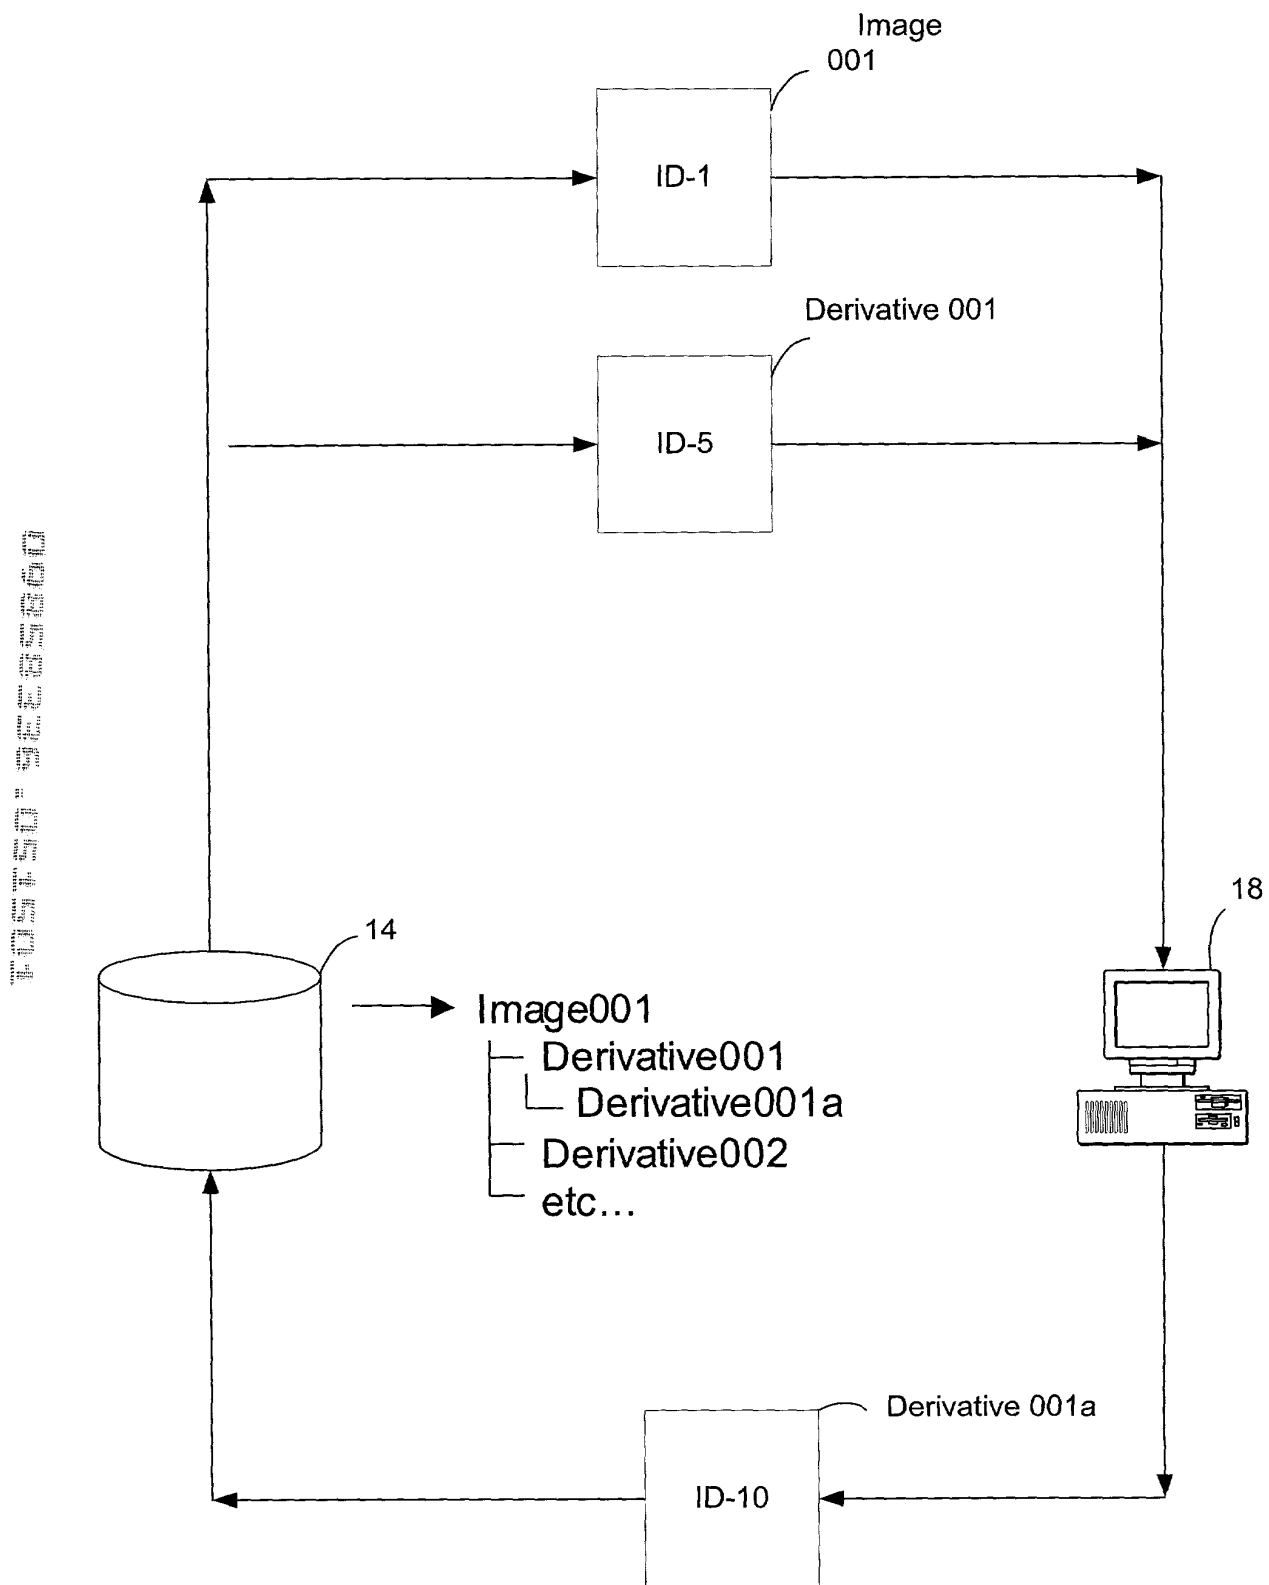 Image
001
ID-1
Derivative 001
ID-5
18
14
Image001
Derivative001
Derivative001a
Derivative002
etc...
Derivative 001a
ID-10